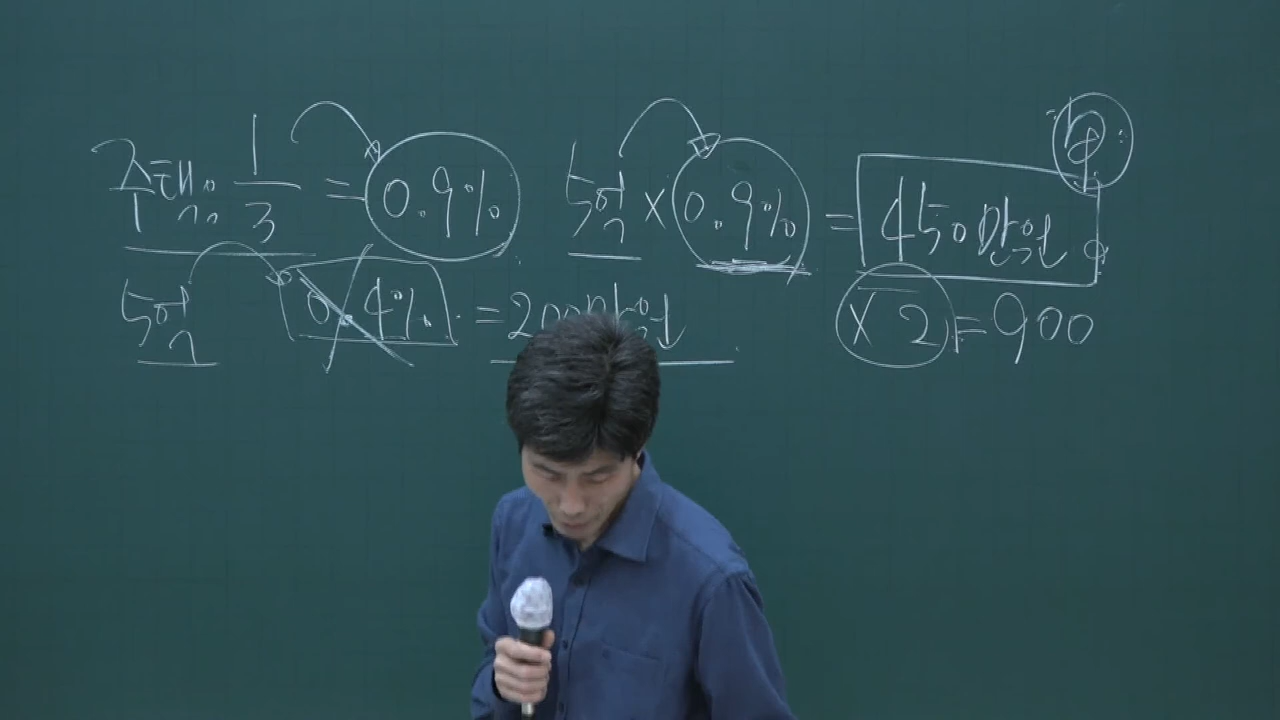 주택은 1/3 = 0.9% 5억 × 0.9% = 450만원
5억 0.4% = 200만원 × 2 = 900